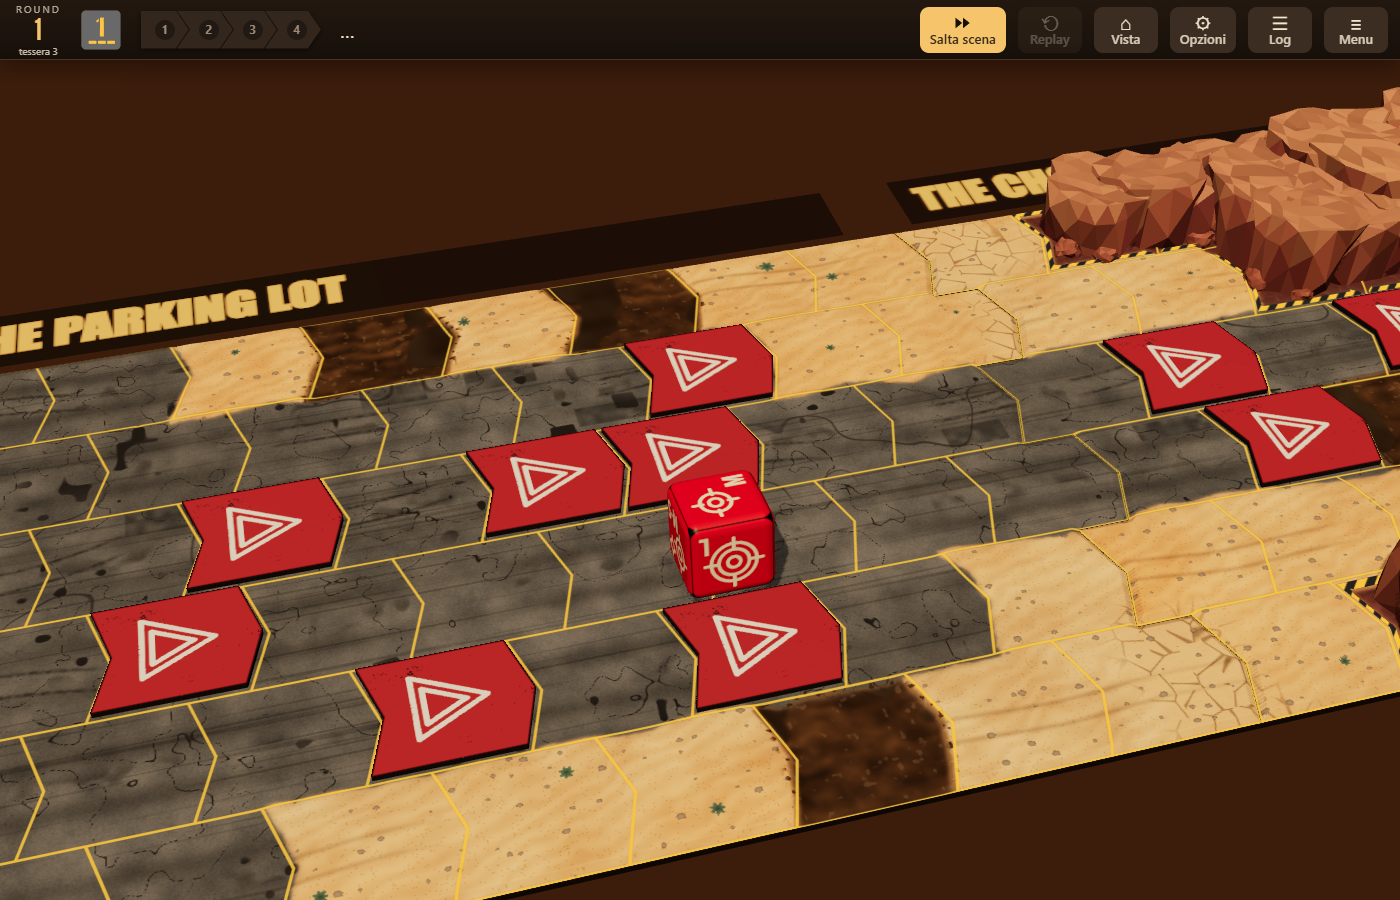 ROUND
1
tessera 3
1
1 2 3 4 ...
Salta scena
Replay
Vista
Opzioni
Log
Menu
HE PARKING LOT
THE CH
M
1